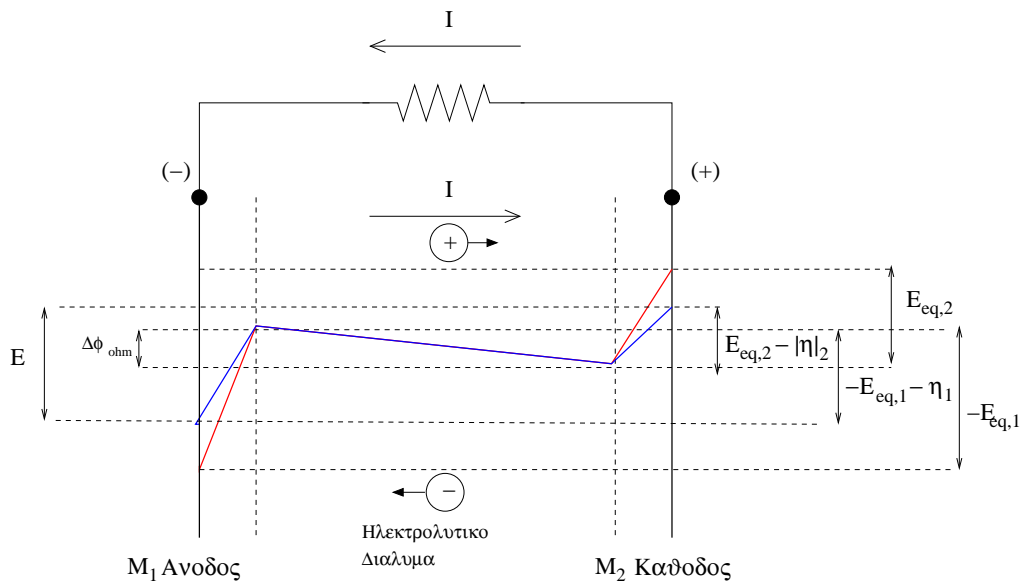 I
(−) (+)
I
+
E
Δϕ ohm
E eq,2
E eq,2 − |η| 2
−E eq,1 − η 1
−E eq,1
−
Ηλεκτρολυτικο
Διαλυμα
M 1 Ανοδος
M 2 Καθοδος